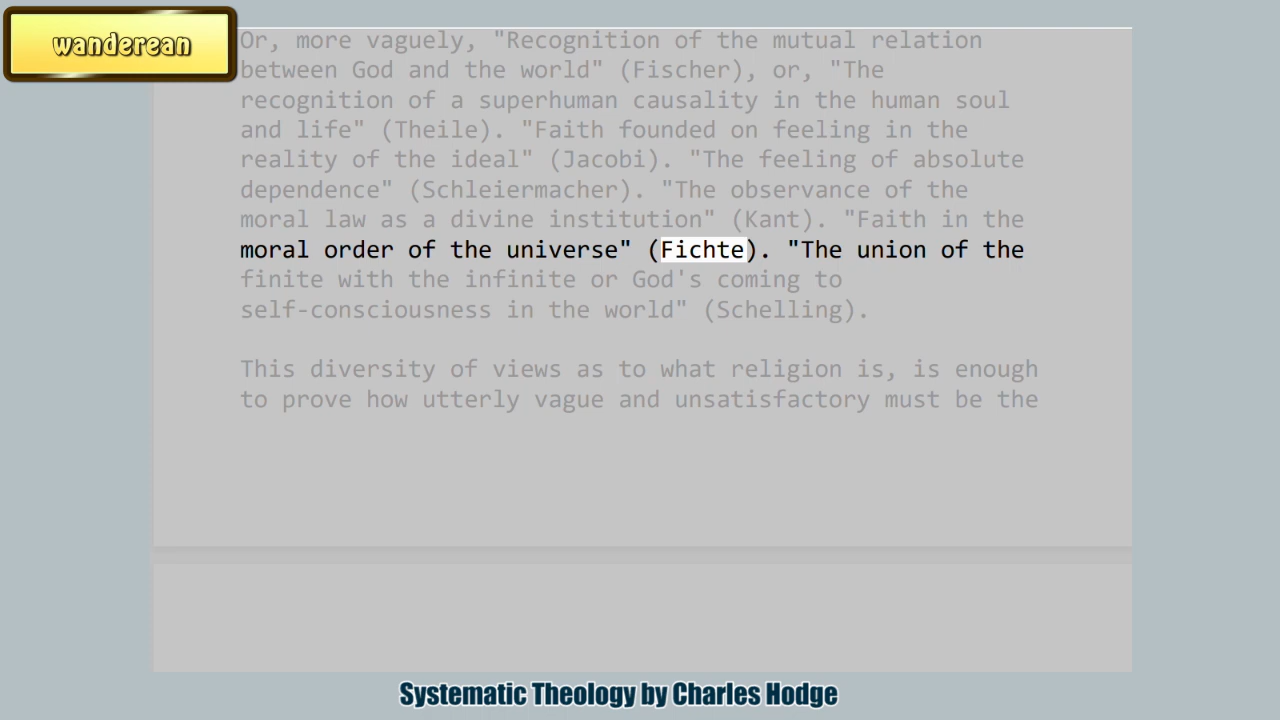 wanderean
Or, more vaguely, "Recognition of the mutual relation
between God and the world" (Fischer), or, "The
recognition of a superhuman causality in the human soul
and life" (Theile). "Faith founded on feeling in the
reality of the ideal" (Jacobi). "The feeling of absolute
dependence" (Schleiermacher). "The observance of the
moral law as a divine institution" (Kant). "Faith in the
moral order of the universe" (Fichte). "The union of the
finite with the infinite or God's coming to
self-consciousness in the world" (Schelling).
This diversity of views as to what religion is, is enough
to prove how utterly vague and unsatisfactory must be the
Systematic Theology by Charles Hodge